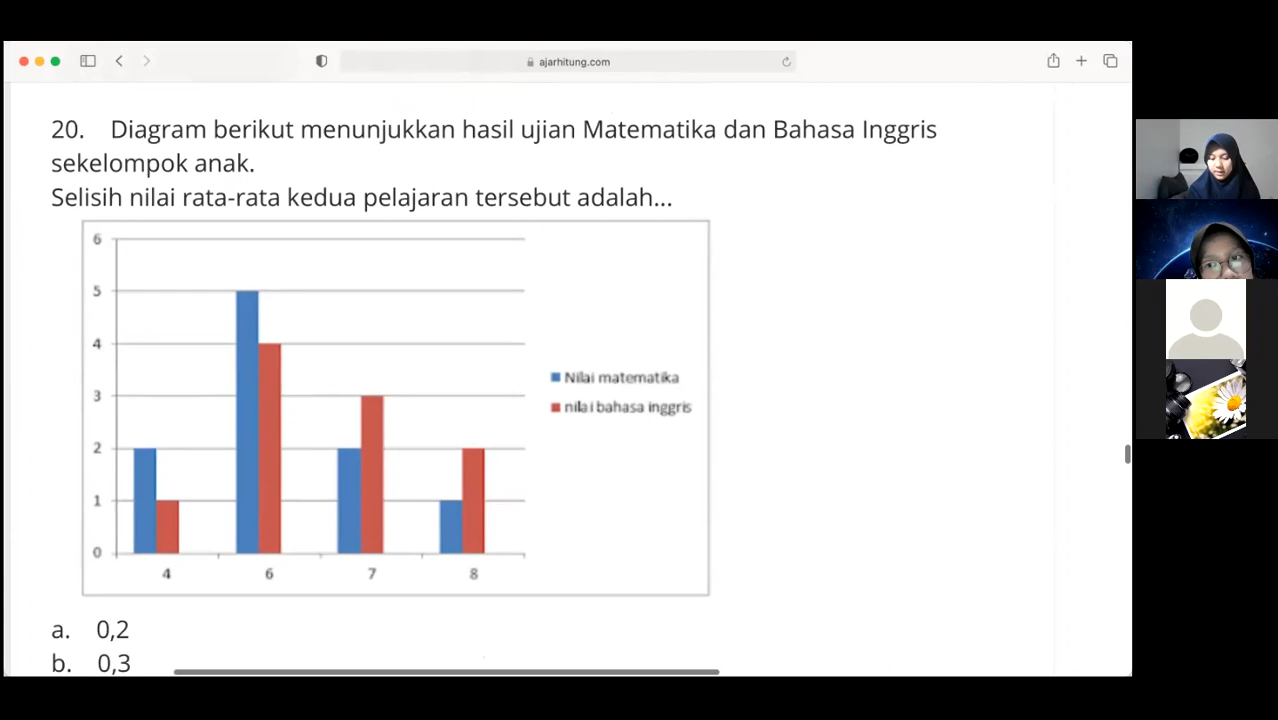 ajarhitung.com
20. Diagram berikut menunjukkan hasil ujian Matematika dan Bahasa Inggris
sekelompok anak.
Selisih nilai rata-rata kedua pelajaran tersebut adalah...
6
5
4
3
2
1
0
4 6 7 8
Nilai matematika
nilai bahasa inggris
a. 0,2
b. 0,3